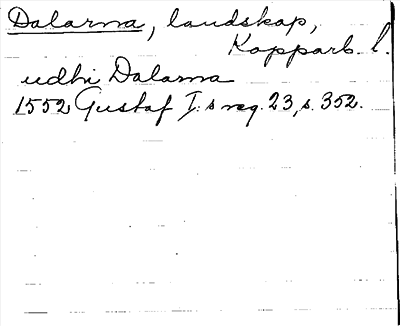 Dalarna, landskap,
Kopparb. l.
udhi Dalarna
1552 Gustaf I:s reg. 23, s. 352.